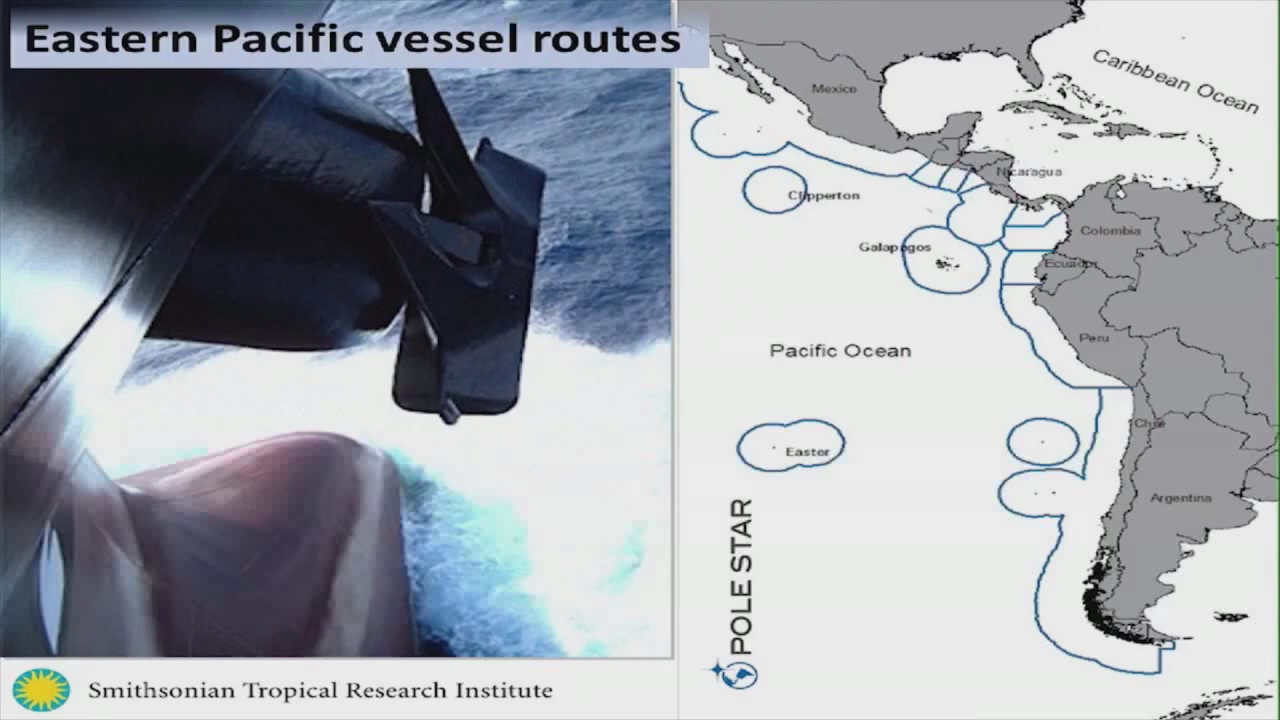 Eastern Pacific vessel routes
Caribbean Ocean
Mexico
Nicaragua
Clipperton
Colombia
Galapagos
Ecuador
Peru
Pacific Ocean
Chile
Easter
Argentina
POLE STAR
Smithsonian Tropical Research Institute